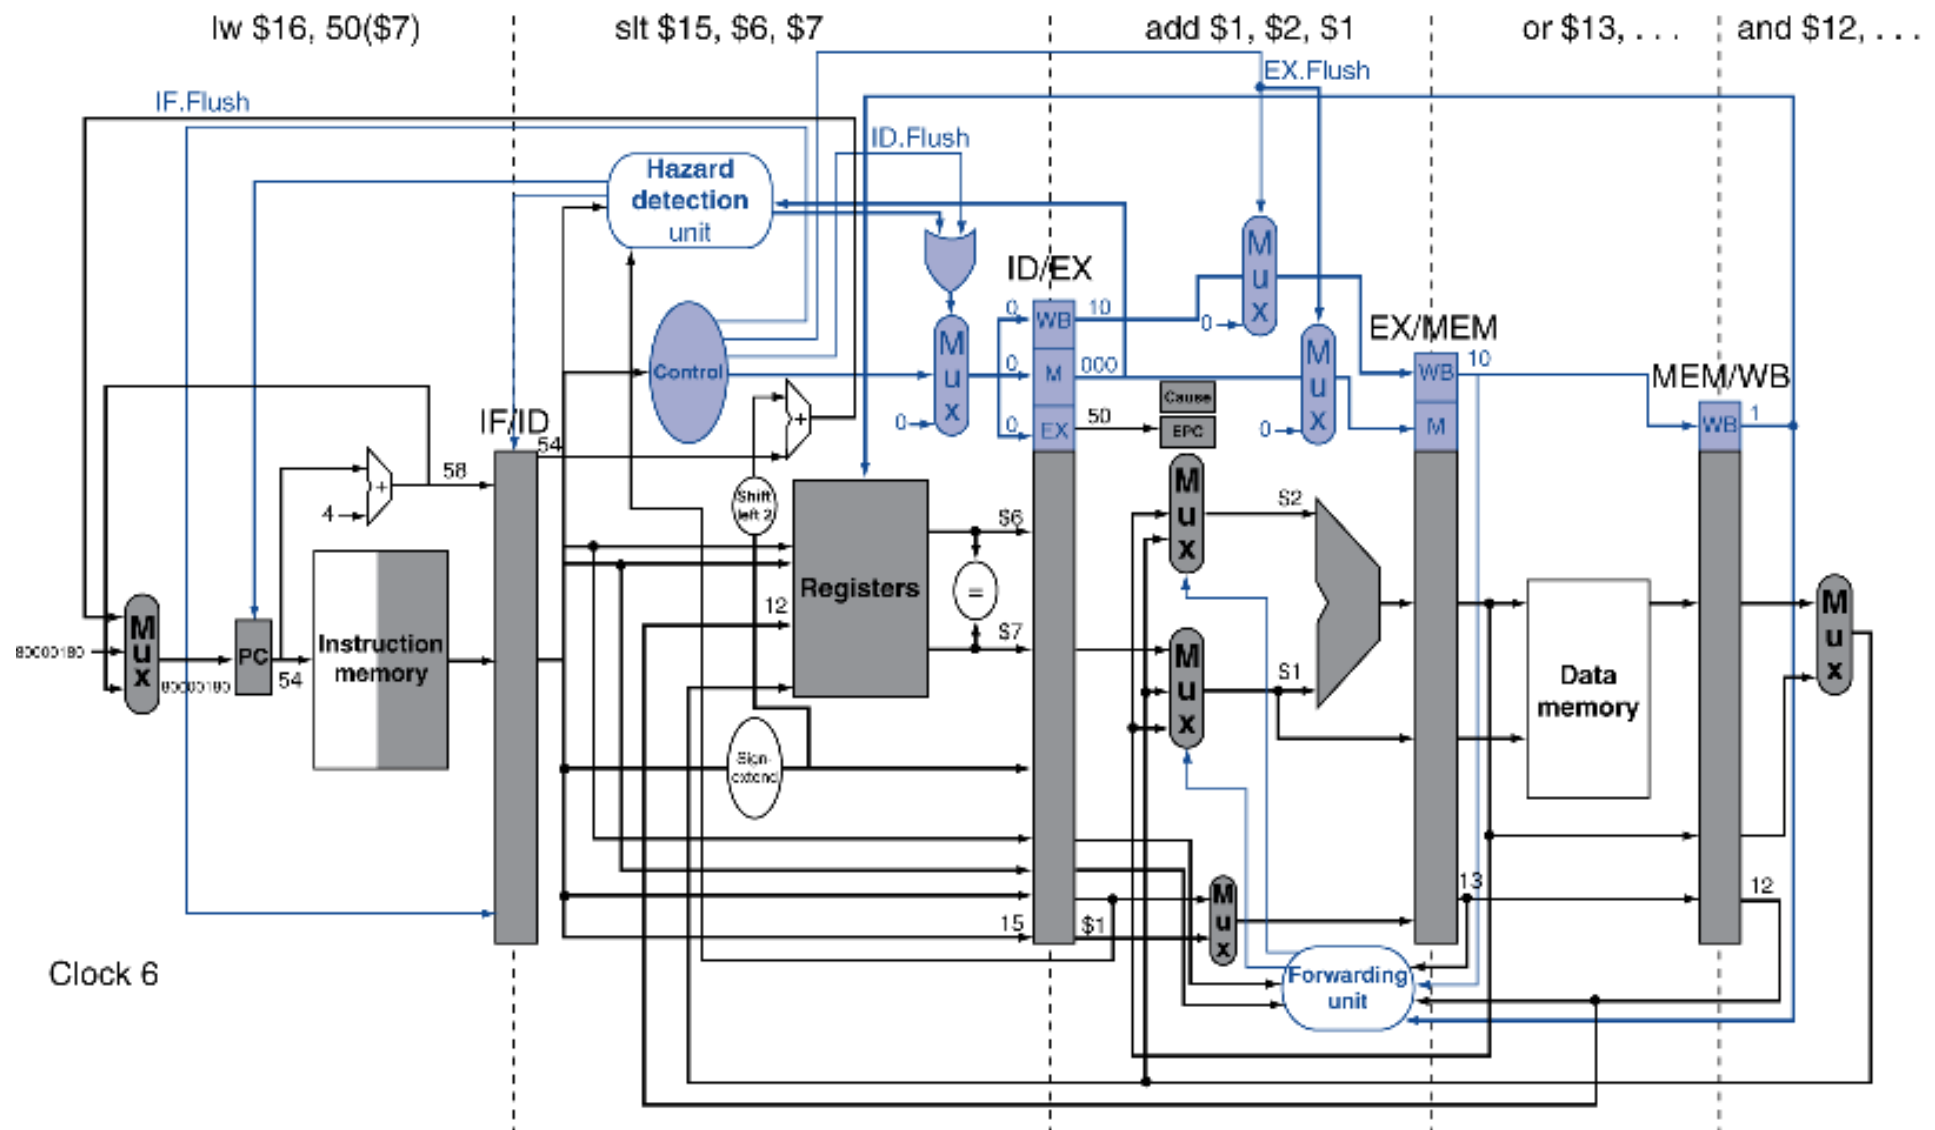 lw $16, 50($7)
slt $15, $6, $7
add $1, $2, $1
or $13, . . .
and $12, . . .
EX.Flush
IF.Flush
ID.Flush
Hazard
detection
unit
M
u
x
0
ID/EX
0
WB
10
0
M
000
0
EX
50
Control
M
u
x
0
Cause
EPC
M
u
x
0
EX/MEM
WB
10
M
MEM/WB
WB
1
IF/ID
54
+
58
4
+
Shift
left 2
M
u
x
$2
$6
=
$7
Registers
12
M
u
x
80000180
80000180
PC
54
Instruction
memory
M
u
x
$1
Data
memory
M
u
x
Sign-
extend
15
$1
M
u
x
13
12
Forwarding
unit
Clock 6